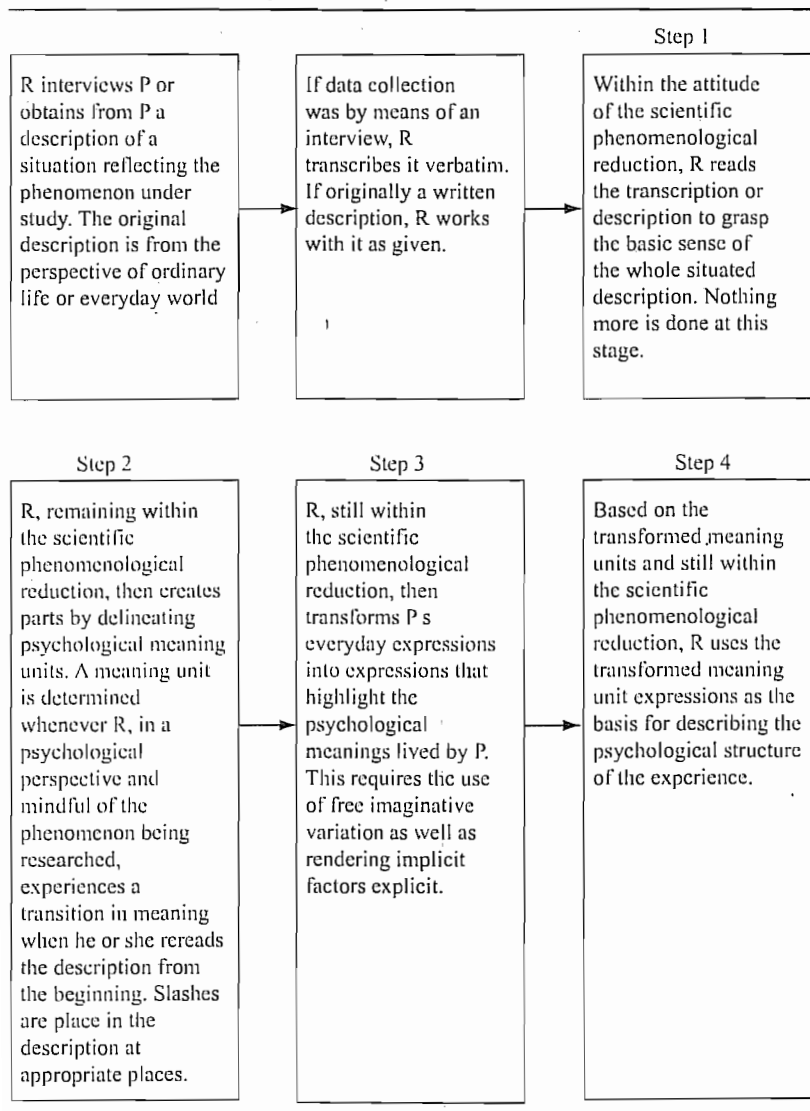 R interviews P or
obtains from P a
description of a
situation reflecting the
phenomenon under
study. The original
description is from the
perspective of ordinary
life or everyday world
If data collection
was by means of an
interview, R
transcribes it verbatim.
If originally a written
description, R works
with it as given.
Step 1
Within the attitude
of the scientific
phenomenological
reduction, R reads
the transcription or
description to grasp
the basic sense of
the whole situated
description. Nothing
more is done at this
stage.
Step 2
R, remaining within
the scientific
phenomenological
reduction, then creates
parts by delineating
psychological meaning
units. A meaning unit
is determined
whenever R, in a
psychological
perspective and
mindful of the
phenomenon being
researched,
experiences a
transition in meaning
when he or she rereads
the description from
the beginning. Slashes
are place in the
description at
appropriate places.
Step 3
R, still within
the scientific
phenomenological
reduction, then
transforms P s
everyday expressions
into expressions that
highlight the
psychological
meanings lived by P.
This requires the use
of free imaginative
variation as well as
rendering implicit
factors explicit.
Step 4
Based on the
transformed meaning
units and still within
the scientific
phenomenological
reduction, R uses the
transformed meaning
unit expressions as the
basis for describing the
psychological structure
of the experience.